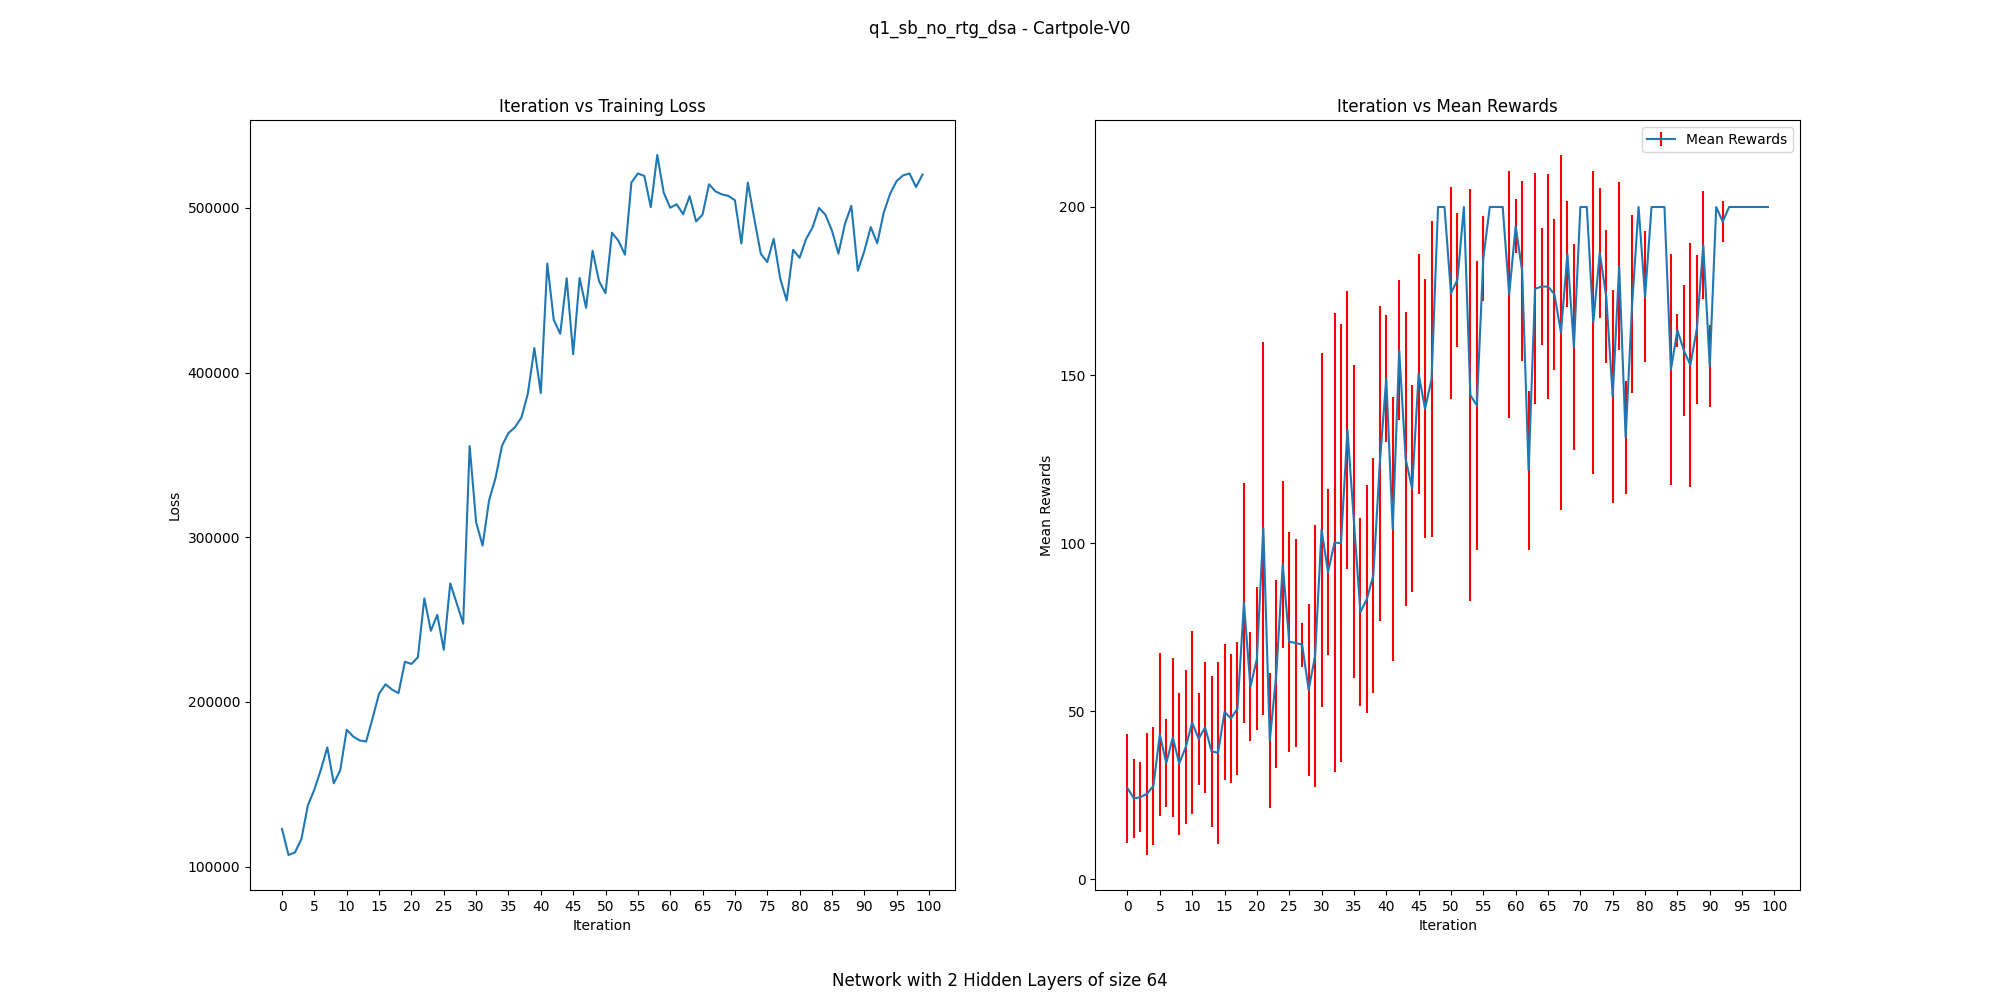 q1_sb_no_rtg_dsa - Cartpole-V0
Iteration vs Training Loss
Loss
500000
400000
300000
200000
100000
0 5 10 15 20 25 30 35 40 45 50 55 60 65 70 75 80 85 90 95 100
Iteration
Iteration vs Mean Rewards
Mean Rewards
Mean Rewards
200
150
100
50
0
0 5 10 15 20 25 30 35 40 45 50 55 60 65 70 75 80 85 90 95 100
Iteration
Network with 2 Hidden Layers of size 64